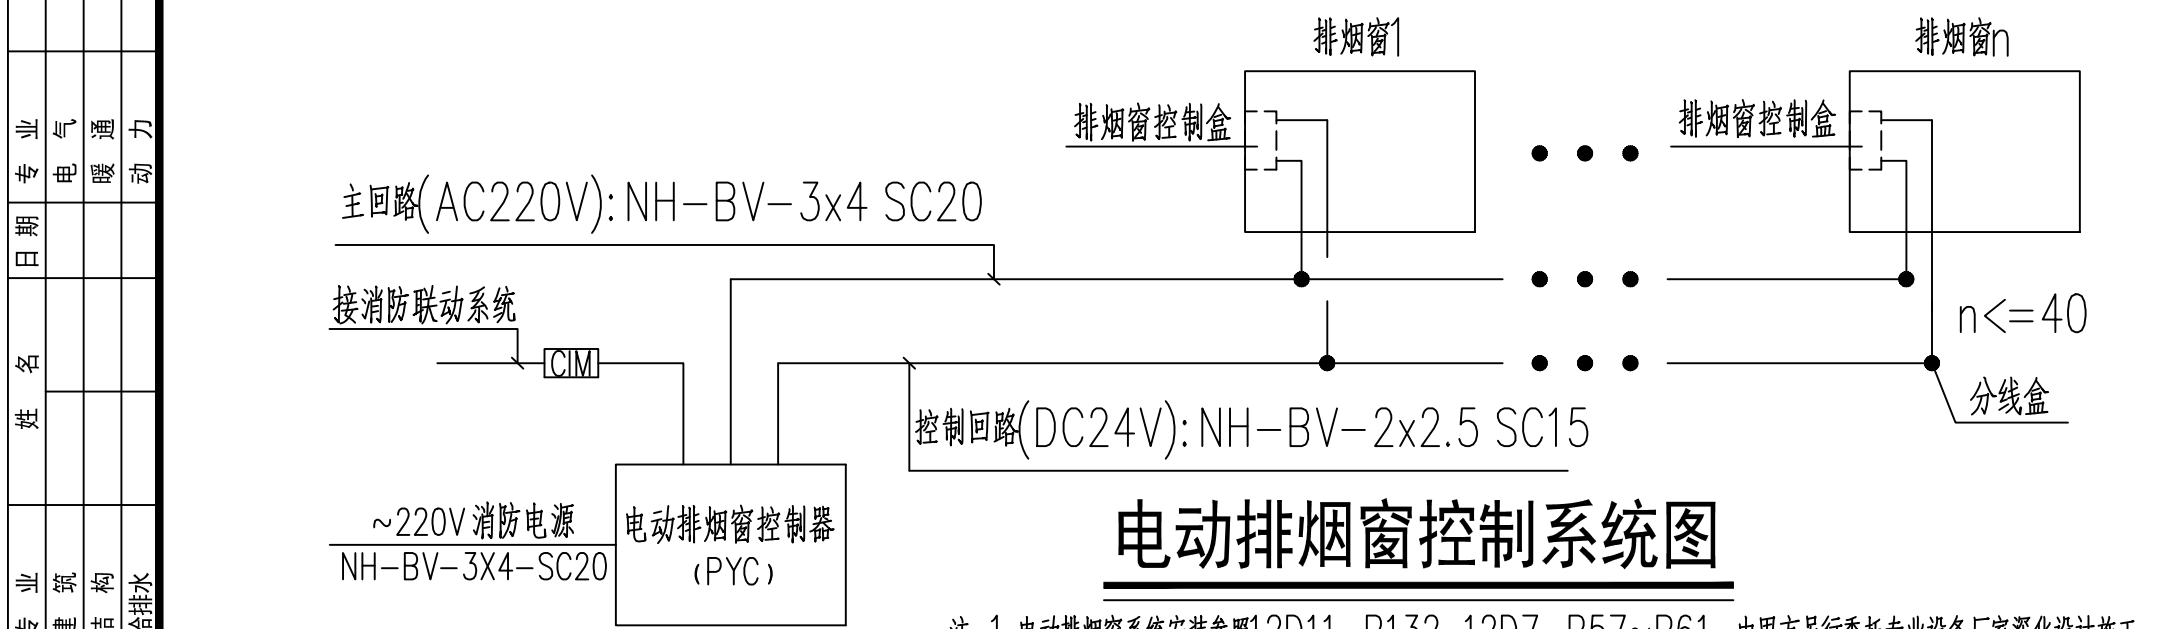 排烟窗1
排烟窗n
排烟窗控制盒
排烟窗控制盒
主回路(AC220V):NH-BV-3x4 SC20
接消防联动系统
CIM
n<=40
分线盒
控制回路(DC24V):NH-BV-2x2.5 SC15
~220V消防电源
NH-BV-3X4-SC20
电动排烟窗控制器
(PYC)
电动排烟窗控制系统图
专业
电气
暖通
动力
日期
姓名
专业
建筑
结构
给排水